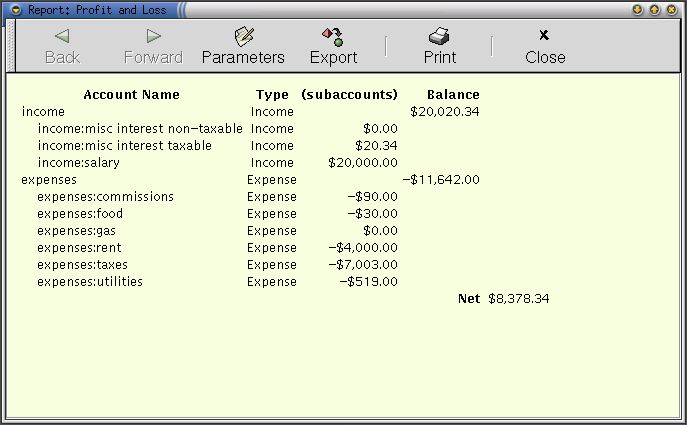 Report: Profit and Loss
Back Forward Parameters Export Print Close
Account Name Type (subaccounts) Balance
income Income $20,020.34
income:misc interest non-taxable Income $0.00
income:misc interest taxable Income $20.34
income:salary Income $20,000.00
expenses Expense -$11,642.00
expenses:commissions Expense -$90.00
expenses:food Expense -$30.00
expenses:gas Expense $0.00
expenses:rent Expense -$4,000.00
expenses:taxes Expense -$7,003.00
expenses:utilities Expense -$519.00
Net $8,378.34